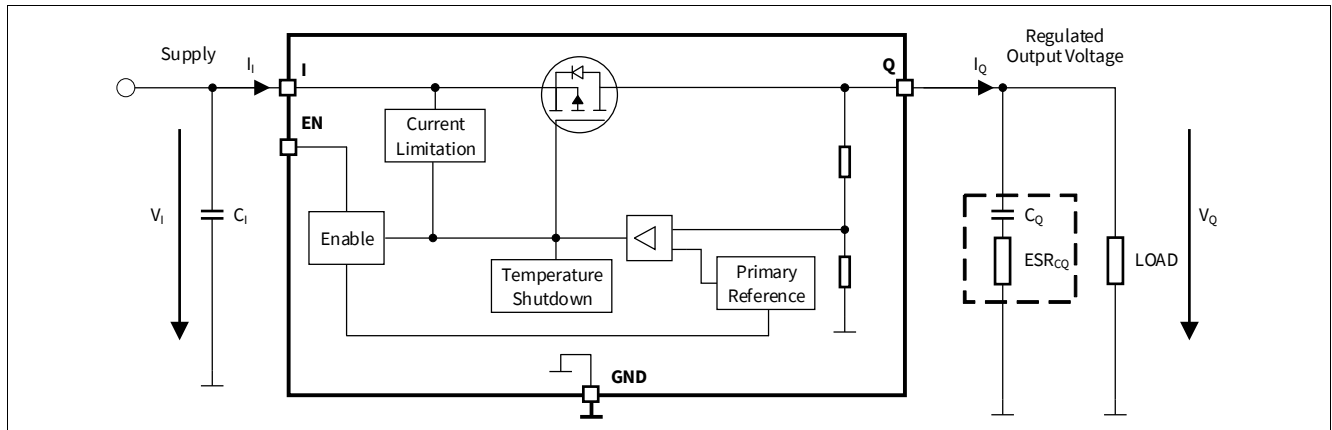 Supply
Regulated
Output Voltage
I_I
I
Q
I_Q
EN
Current
Limitation
V_I
C_I
Enable
Temperature
Shutdown
Primary
Reference
C_Q
ESR_CQ
LOAD
V_Q
GND